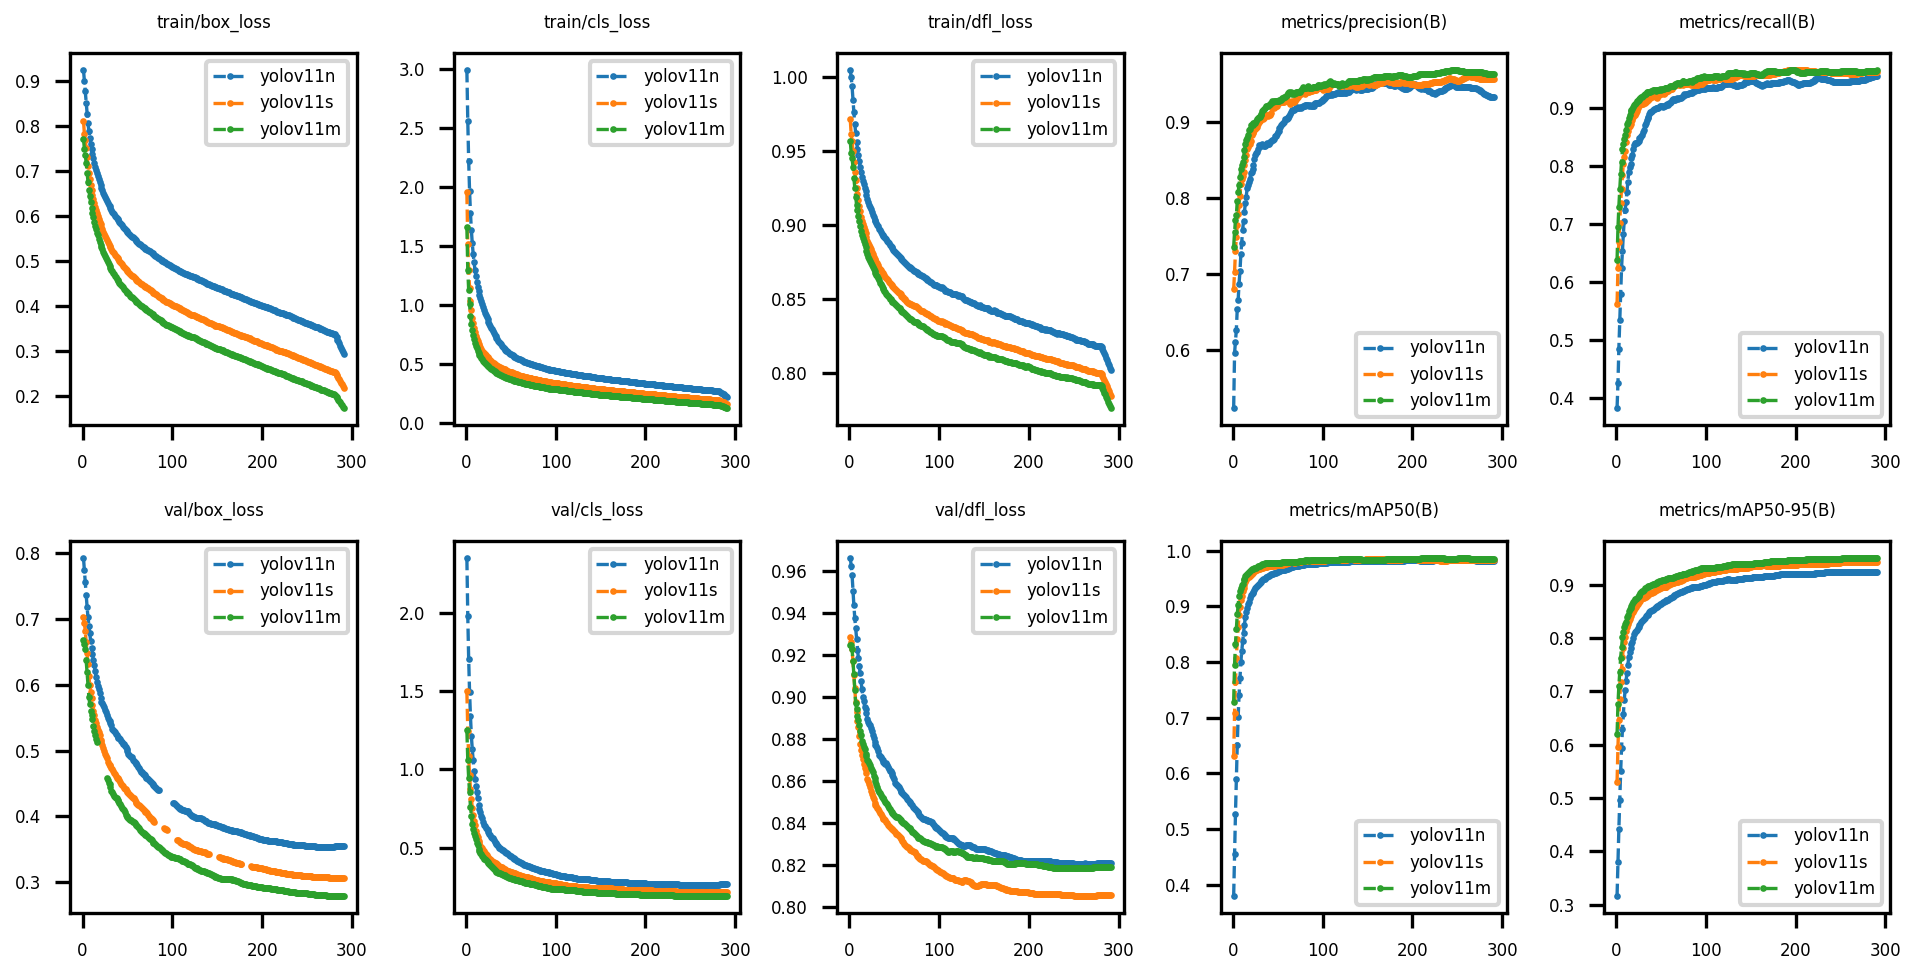 train/box_loss
0.9
0.8
0.7
0.6
0.5
0.4
0.3
0.2
0 100 200 300
yolov11n
yolov11s
yolov11m
train/cls_loss
3.0
2.5
2.0
1.5
1.0
0.5
0.0
0 100 200 300
yolov11n
yolov11s
yolov11m
train/dfl_loss
1.00
0.95
0.90
0.85
0.80
0 100 200 300
yolov11n
yolov11s
yolov11m
metrics/precision(B)
0.9
0.8
0.7
0.6
0 100 200 300
yolov11n
yolov11s
yolov11m
metrics/recall(B)
0.9
0.8
0.7
0.6
0.5
0.4
0 100 200 300
yolov11n
yolov11s
yolov11m
val/box_loss
0.8
0.7
0.6
0.5
0.4
0.3
0 100 200 300
yolov11n
yolov11s
yolov11m
val/cls_loss
2.0
1.5
1.0
0.5
0 100 200 300
yolov11n
yolov11s
yolov11m
val/dfl_loss
0.96
0.94
0.92
0.90
0.88
0.86
0.84
0.82
0.80
0 100 200 300
yolov11n
yolov11s
yolov11m
metrics/mAP50(B)
1.0
0.9
0.8
0.7
0.6
0.5
0.4
0 100 200 300
yolov11n
yolov11s
yolov11m
metrics/mAP50-95(B)
0.9
0.8
0.7
0.6
0.5
0.4
0.3
0 100 200 300
yolov11n
yolov11s
yolov11m